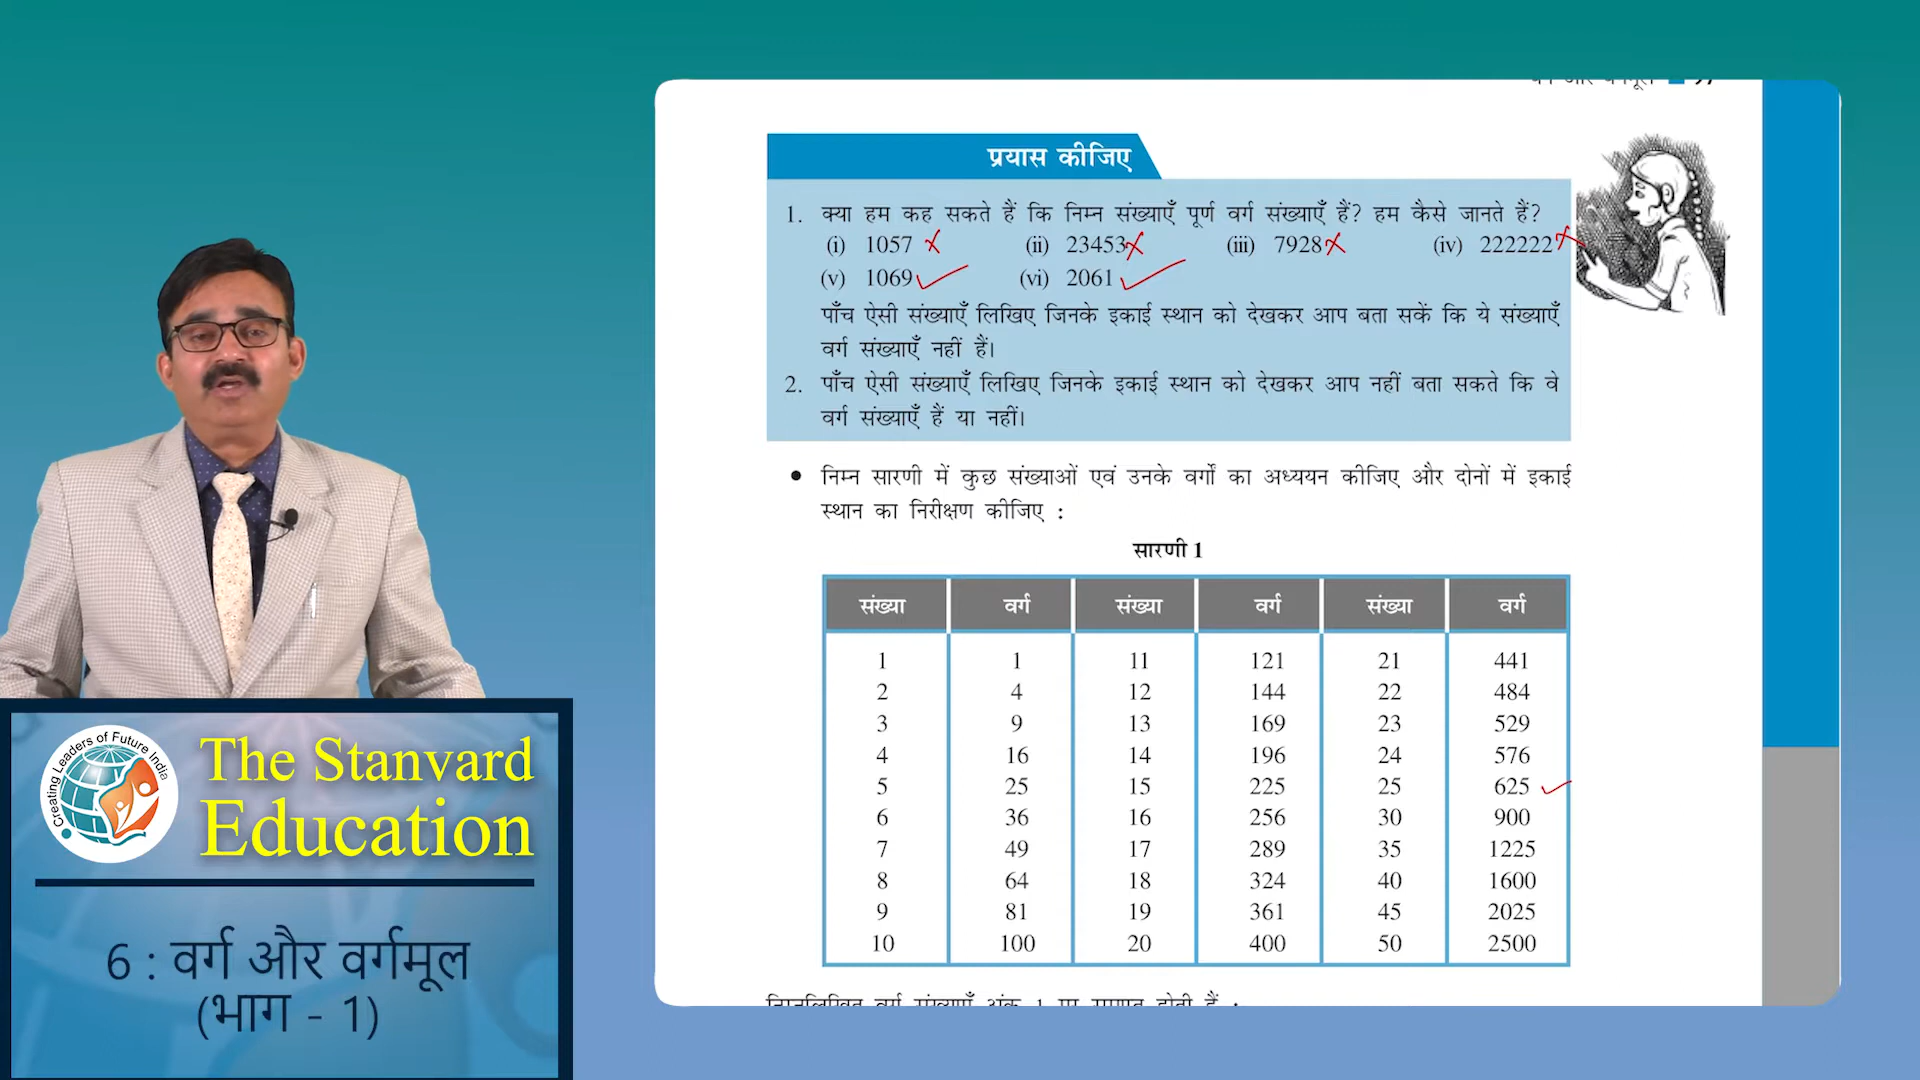 प्रयास कीजिए
1. क्या हम कह सकते हैं कि निम्न संख्याएँ पूर्ण वर्ग संख्याएँ हैं? हम कैसे जानते हैं?
(i) 1057 (ii) 23453 (iii) 7928 (iv) 222222
(v) 1069 (vi) 2061
पाँच ऐसी संख्याएँ लिखिए जिनके इकाई स्थान को देखकर आप बता सकें कि ये संख्याएँ
वर्ग संख्याएँ नहीं हैं।
2. पाँच ऐसी संख्याएँ लिखिए जिनके इकाई स्थान को देखकर आप नहीं बता सकते कि वे
वर्ग संख्याएँ हैं या नहीं।
• निम्न सारणी में कुछ संख्याओं एवं उनके वर्गों का अध्ययन कीजिए और दोनों में इकाई
स्थान का निरीक्षण कीजिए :
सारणी 1
संख्या वर्ग संख्या वर्ग संख्या वर्ग
1 1 11 121 21 441
2 4 12 144 22 484
3 9 13 169 23 529
4 16 14 196 24 576
5 25 15 225 25 625
6 36 16 256 30 900
7 49 17 289 35 1225
8 64 18 324 40 1600
9 81 19 361 45 2025
10 100 20 400 50 2500
Creating Leaders of Future India
The Stanvard
Education
6 : वर्ग और वर्गमूल
(भाग - 1)